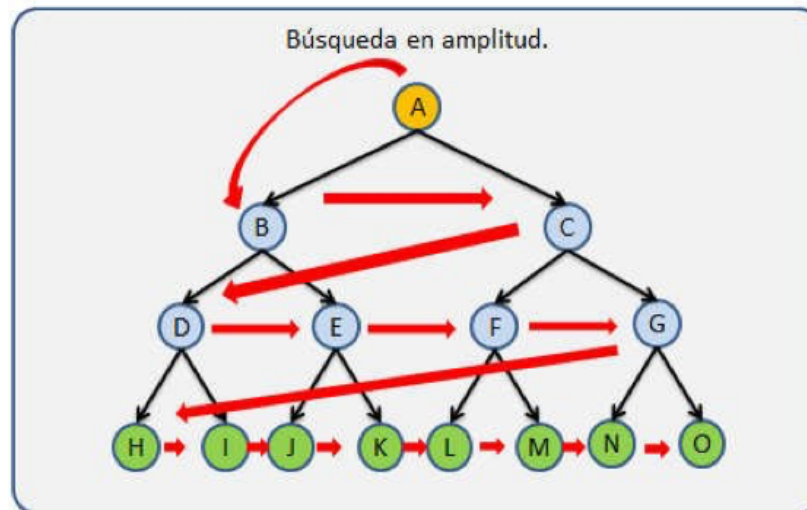 Búsqueda en amplitud.
A
B C
D E F G
H I J K L M N O